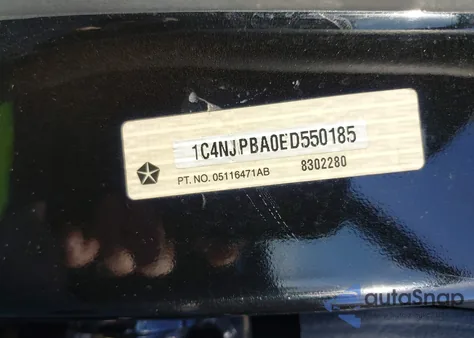 1C4NJPBA0ED550185
PT. NO. 05116471AB 8302280
autoSnap